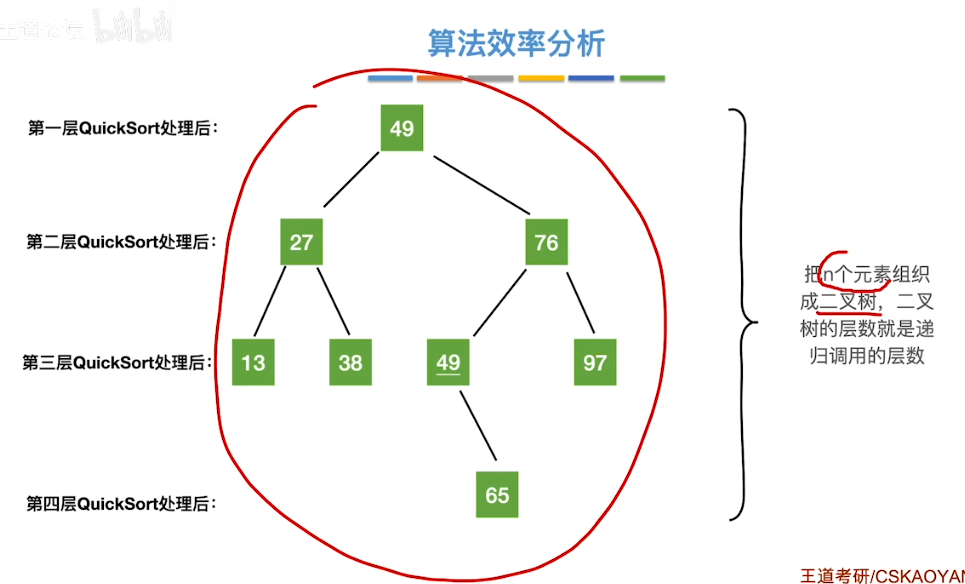 王道论坛 bilibili
算法效率分析
第一层QuickSort处理后：
49
第二层QuickSort处理后：
27 76
把n个元素组织
成二叉树，二叉
树的层数就是递
归调用的层数
第三层QuickSort处理后：
13 38 49 97
第四层QuickSort处理后：
65
王道考研/CSKAOYAN